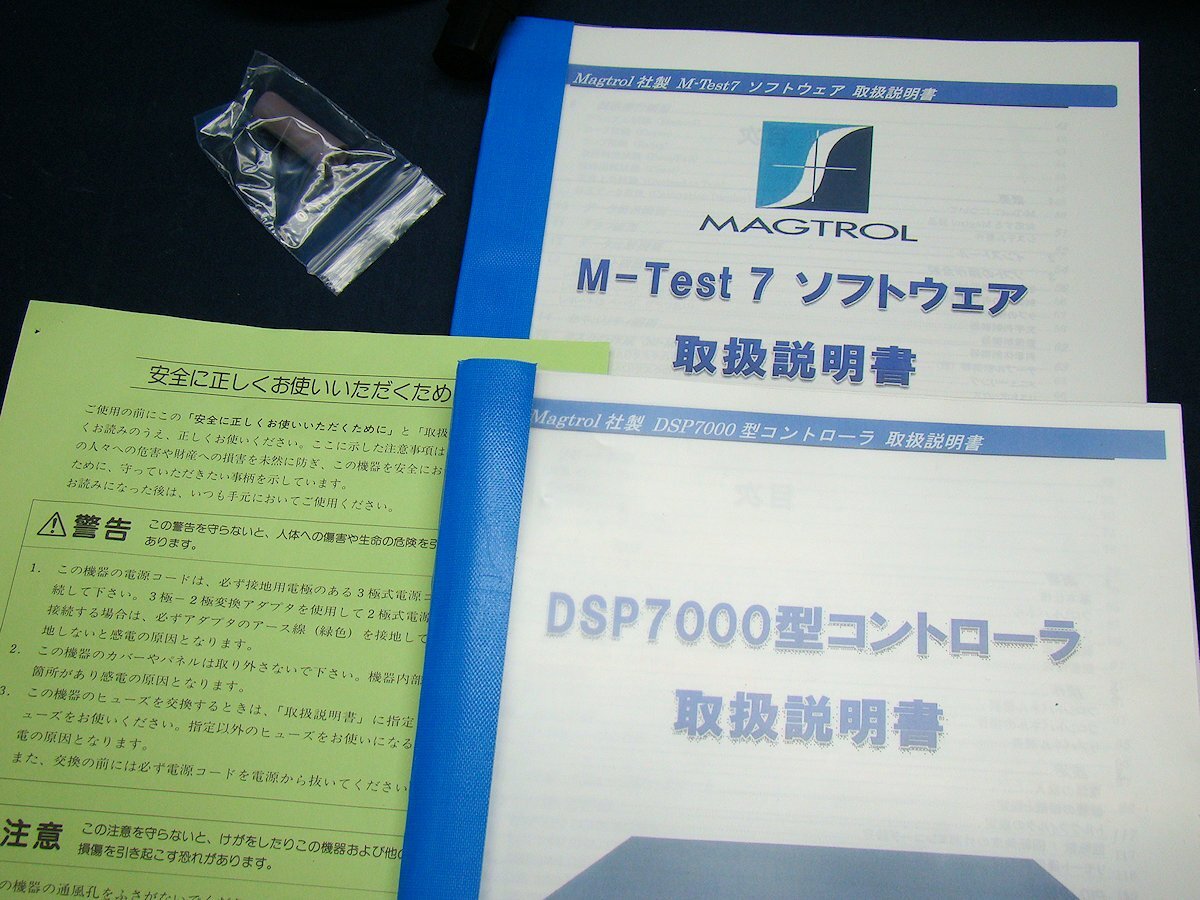 Magtrol 社製 M-Test7 ソフトウェア 取扱説明書
MAGTROL
M-Test 7 ソフトウェア
取扱説明書
Magtrol 社製 DSP7000 型コントローラ 取扱説明書
DSP7000型コントローラ
取扱説明書
安全に正しくお使いいただくため
ご使用の前にこの「安全に正しくお使いいただくために」と「取扱
くお読みのうえ、正しくお使いください。ここに示した注意事項は
の人々への危害や財産への損害を未然に防ぎ、この機器を安全にお
ために、守っていただきたい事柄を示しています。
お読みになった後は、いつも手元においてご使用ください。
警告 この警告を守らないと、人体への傷害や生命の危険を引
あります。
1. この機器の電源コードは、必ず接地用電極のある3極式電源コ
続して下さい。3極－2極変換アダプタを使用して2極式電源
接続する場合は、必ずアダプタのアース線（緑色）を接地して
地しないと感電の原因となります。
2. この機器のカバーやパネルは取り外さないで下さい。機器内部
箇所があり感電の原因となります。
3. この機器のヒューズを交換するときは、「取扱説明書」に指定
ューズをお使いください。指定以外のヒューズをお使いになる
電の原因となります。
また、交換の前には必ず電源コードを電源から抜いてください
注意 この注意を守らないと、けがをしたりこの機器および他の
損傷を引き起こす恐れがあります。
の機器の通風孔をふさがないでくだ